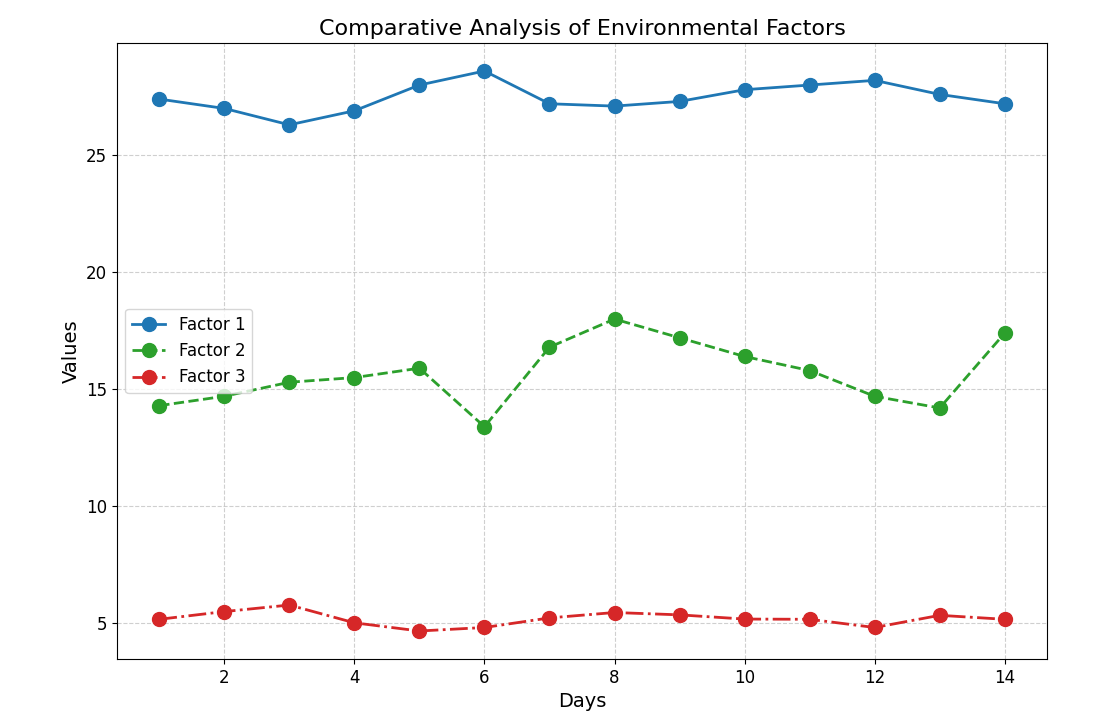 Comparative Analysis of Environmental Factors
Values
25
20
15
10
5
Factor 1
Factor 2
Factor 3
2 4 6 8 10 12 14
Days